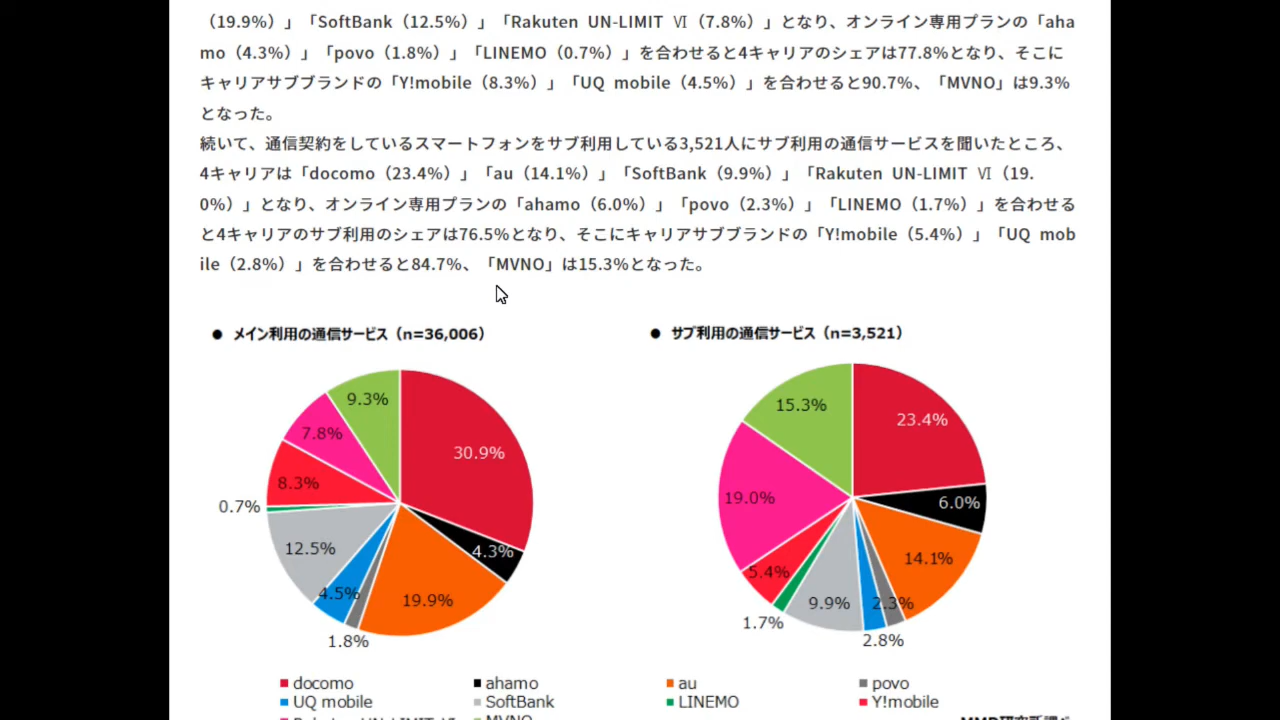 （19.9%）」「SoftBank（12.5%）」「Rakuten UN-LIMIT Ⅵ（7.8%）」となり、オンライン専用プランの「aha
mo（4.3%）」「povo（1.8%）」「LINEMO（0.7%）」を合わせると4キャリアのシェアは77.8%となり、そこに
キャリアサブブランドの「Y!mobile（8.3%）」「UQ mobile（4.5%）」を合わせると90.7%、「MVNO」は9.3%
となった。
続いて、通信契約をしているスマートフォンをサブ利用している3,521人にサブ利用の通信サービスを聞いたところ、
4キャリアは「docomo（23.4%）」「au（14.1%）」「SoftBank（9.9%）」「Rakuten UN-LIMIT Ⅵ（19.
0%）」となり、オンライン専用プランの「ahamo（6.0%）」「povo（2.3%）」「LINEMO（1.7%）」を合わせる
と4キャリアのサブ利用のシェアは76.5%となり、そこにキャリアサブブランドの「Y!mobile（5.4%）」「UQ mob
ile（2.8%）」を合わせると84.7%、「MVNO」は15.3%となった。
● メイン利用の通信サービス（n=36,006）
9.3%
7.8%
30.9%
8.3%
0.7%
12.5%
4.3%
4.5%
19.9%
1.8%
● サブ利用の通信サービス（n=3,521）
15.3%
23.4%
19.0%
6.0%
14.1%
5.4%
9.9%
2.3%
1.7%
2.8%
docomo ahamo au povo
UQ mobile SoftBank LINEMO Y!mobile